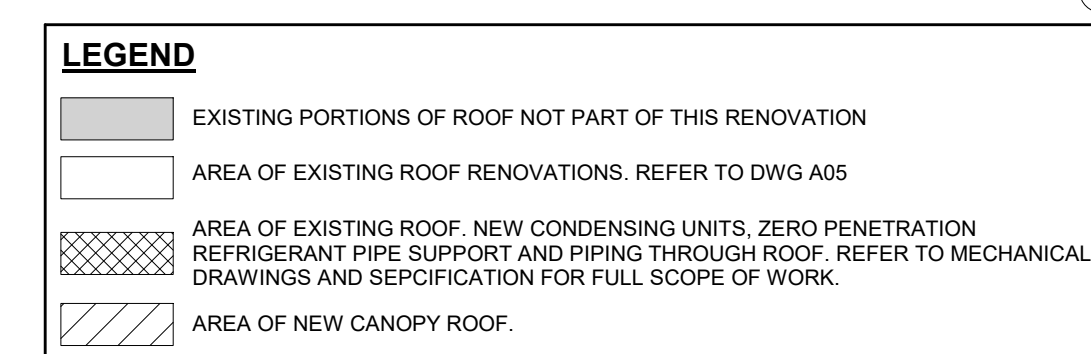 LEGEND
EXISTING PORTIONS OF ROOF NOT PART OF THIS RENOVATION
AREA OF EXISTING ROOF RENOVATIONS. REFER TO DWG A05
AREA OF EXISTING ROOF. NEW CONDENSING UNITS, ZERO PENETRATION
REFRIGERANT PIPE SUPPORT AND PIPING THROUGH ROOF. REFER TO MECHANICAL
DRAWINGS AND SEPCIFICATION FOR FULL SCOPE OF WORK.
AREA OF NEW CANOPY ROOF.